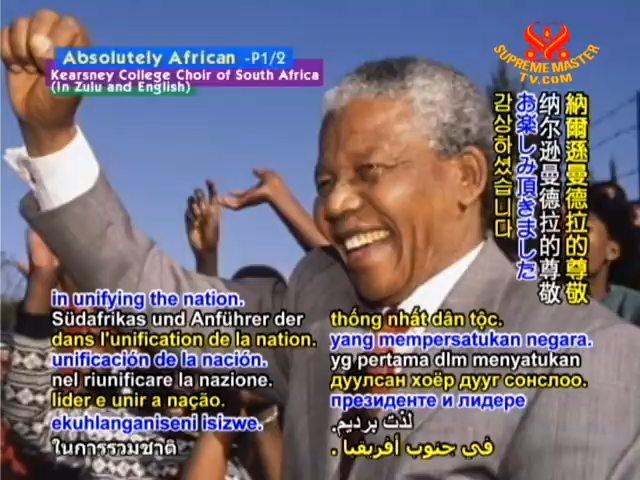 Absolutely African -P1/2
Kearsney College Choir of South Africa
(In Zulu and English)
SUPREME MASTER
TV.COM
納爾遜曼德拉的尊敬
纳尔逊曼德拉的尊敬
お楽しみ頂きました
감상하셨습니다
in unifying the nation.
Südafrikas und Anführer der
dans l'unification de la nation.
unificación de la nación.
nel riunificare la nazione.
líder e unir a nação.
ekuhlanganiseni isizwe.
ในการรวมชาติ
thống nhất dân tộc.
yang mempersatukan negara.
yg pertama dlm menyatukan
дуулсан хоёр дууг сонслоо.
президенте и лидере
لذت بردیم.
في جنوب أفريقيا .